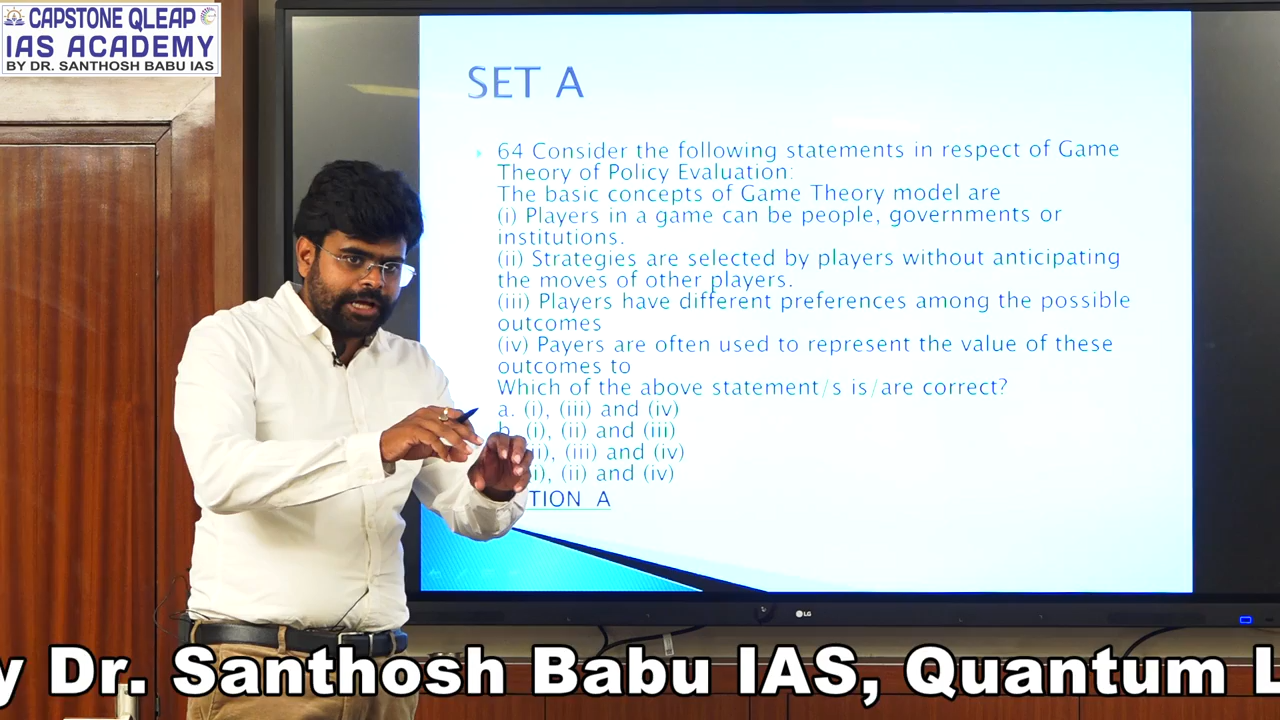 CAPSTONE QLEAP
IAS ACADEMY
BY DR. SANTHOSH BABU IAS
SET A
64 Consider the following statements in respect of Game
Theory of Policy Evaluation:
The basic concepts of Game Theory model are
(i) Players in a game can be people, governments or
institutions.
(ii) Strategies are selected by players without anticipating
the moves of other players.
(iii) Players have different preferences among the possible
outcomes
(iv) Payers are often used to represent the value of these
outcomes to
Which of the above statement/s is/are correct?
a. (i), (iii) and (iv)
b. (i), (ii) and (iii)
(iii) and (iv)
(ii) and (iv)
A
LG
Dr. Santhosh Babu IAS, Quantum